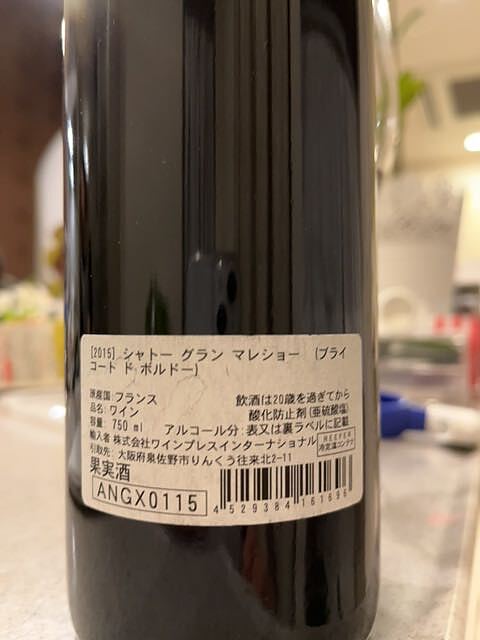 [2015] シャトー グラン マレショー (ブライ
コート ド ボルドー)
原産国:フランス 飲酒は20歳を過ぎてから
品名: ワイン 酸化防止剤(亜硫酸塩)
容量: 750 ml アルコール分:表又は裏ラベルに記載
輸入者:株式会社ワインプレスインターナショナル
REEFER
冷定温コンテナ
引取先: 大阪府泉佐野市りんくう往来北2-11
果実酒
ANGX0115
4 529384 161696